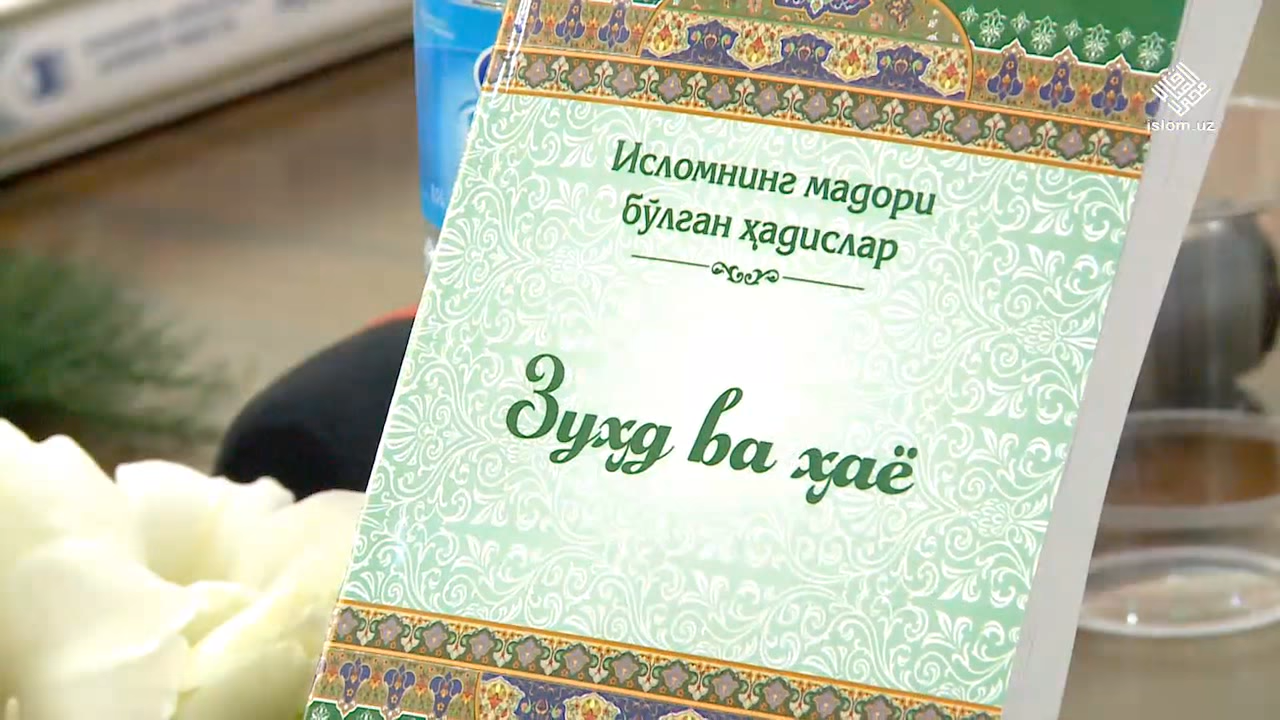 Исломнинг мадори
бўлган ҳадислар
Зуҳд ва ҳаё
islom.uz